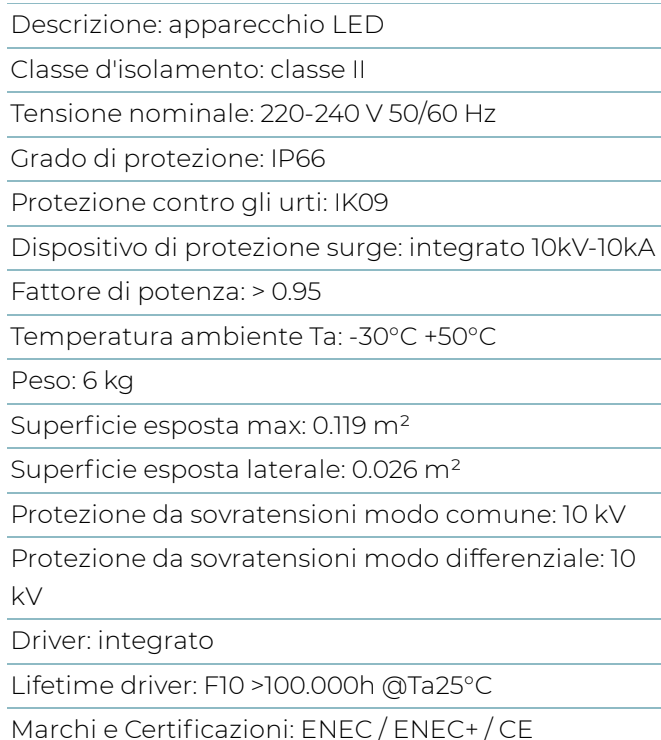 Descrizione: apparecchio LED
Classe d'isolamento: classe II
Tensione nominale: 220-240 V 50/60 Hz
Grado di protezione: IP66
Protezione contro gli urti: IK09
Dispositivo di protezione surge: integrato 10kV-10kA
Fattore di potenza: > 0.95
Temperatura ambiente Ta: -30°C +50°C
Peso: 6 kg
Superficie esposta max: 0.119 m²
Superficie esposta laterale: 0.026 m²
Protezione da sovratensioni modo comune: 10 kV
Protezione da sovratensioni modo differenziale: 10
kV
Driver: integrato
Lifetime driver: F10 >100.000h @Ta25°C
Marchi e Certificazioni: ENEC / ENEC+ / CE